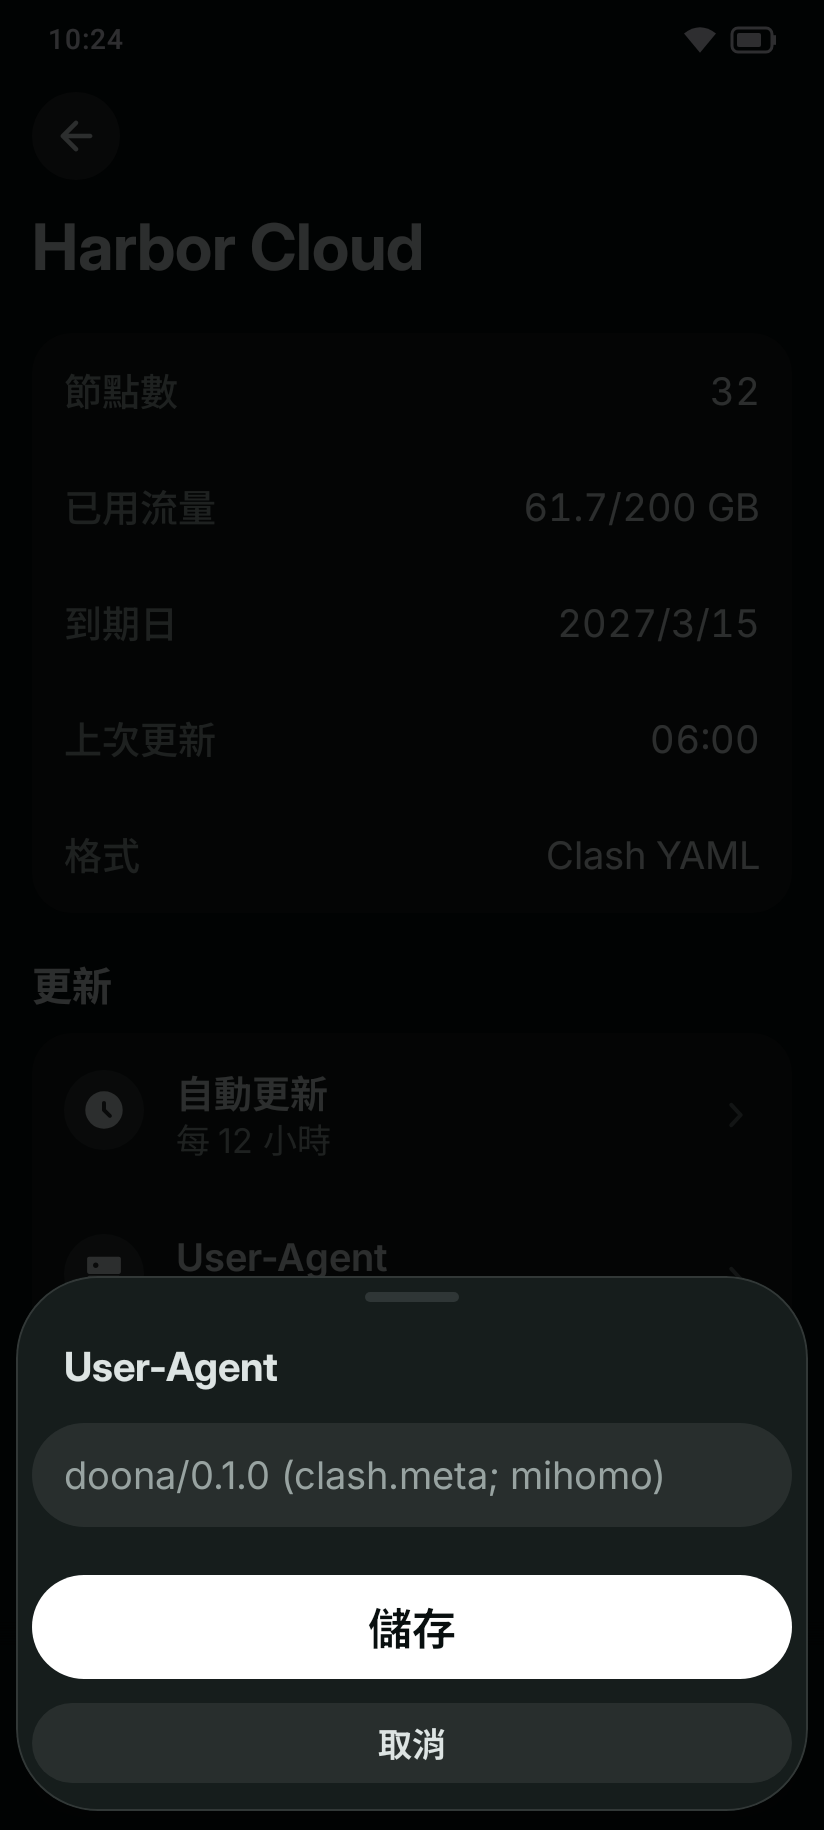 10:24
Harbor Cloud
節點數 32
已用流量 61.7/200 GB
到期日 2027/3/15
上次更新 06:00
格式 Clash YAML
更新
自動更新
每 12 小時
User-Agent
User-Agent
doona/0.1.0 (clash.meta; mihomo)
儲存
取消